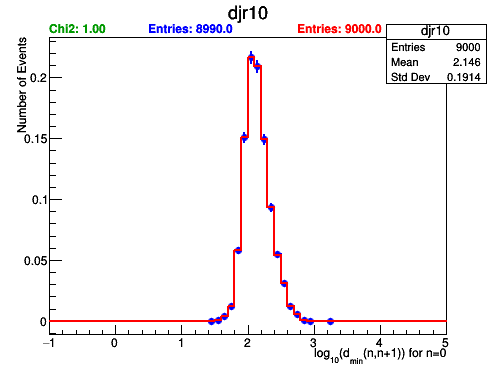 djr10
Chi2: 1.00 Entries: 8990.0 Entries: 9000.0
djr10
Entries 9000
Mean 2.146
Std Dev 0.1914
Number of Events
0.2
0.15
0.1
0.05
0
−1 0 1 2 3 4 5
log10(dmin(n,n+1)) for n=0